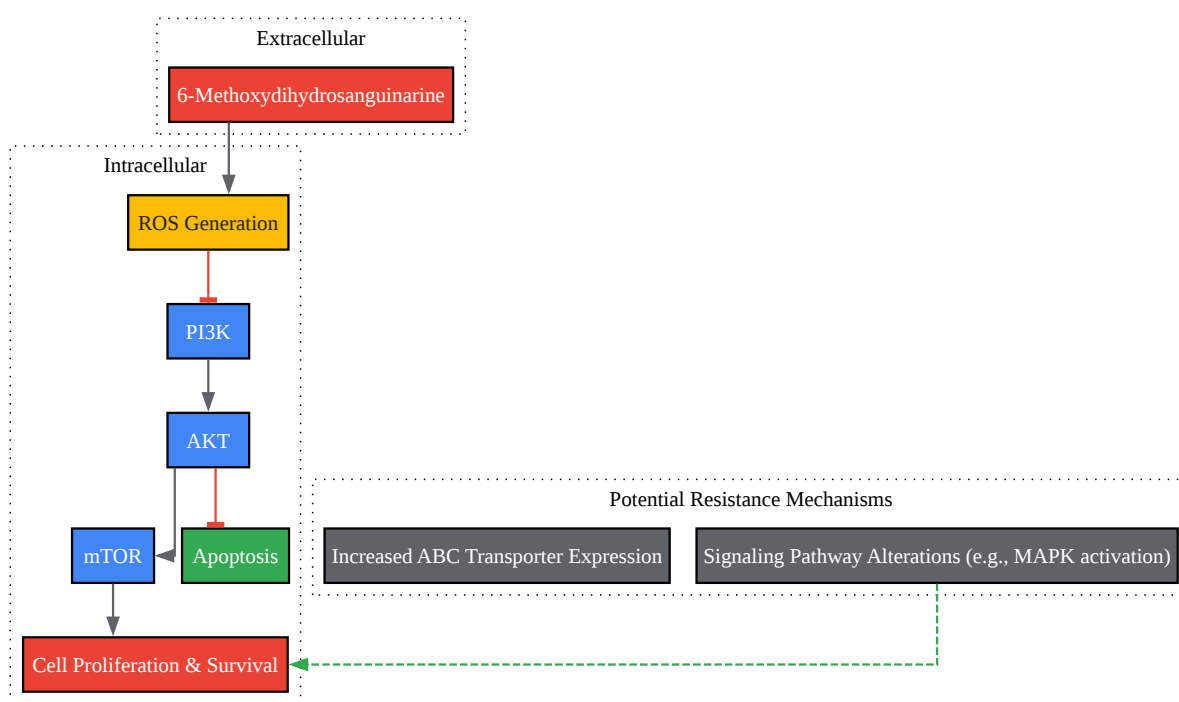 Extracellular
6-Methoxydihydrosanguinarine
Intracellular
ROS Generation
PI3K
AKT
Potential Resistance Mechanisms
mTOR
Apoptosis
Increased ABC Transporter Expression
Signaling Pathway Alterations (e.g., MAPK activation)
Cell Proliferation & Survival